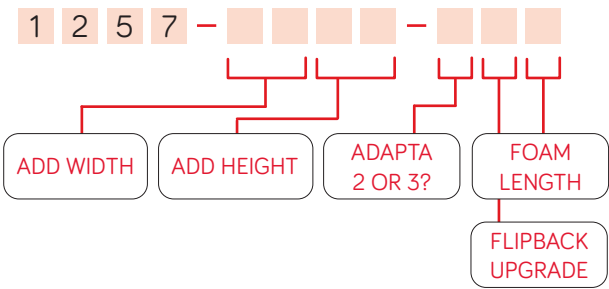 1 2 5 7 – –
ADD WIDTH
ADD HEIGHT
ADAPTA
2 OR 3?
FOAM
LENGTH
FLIPBACK
UPGRADE